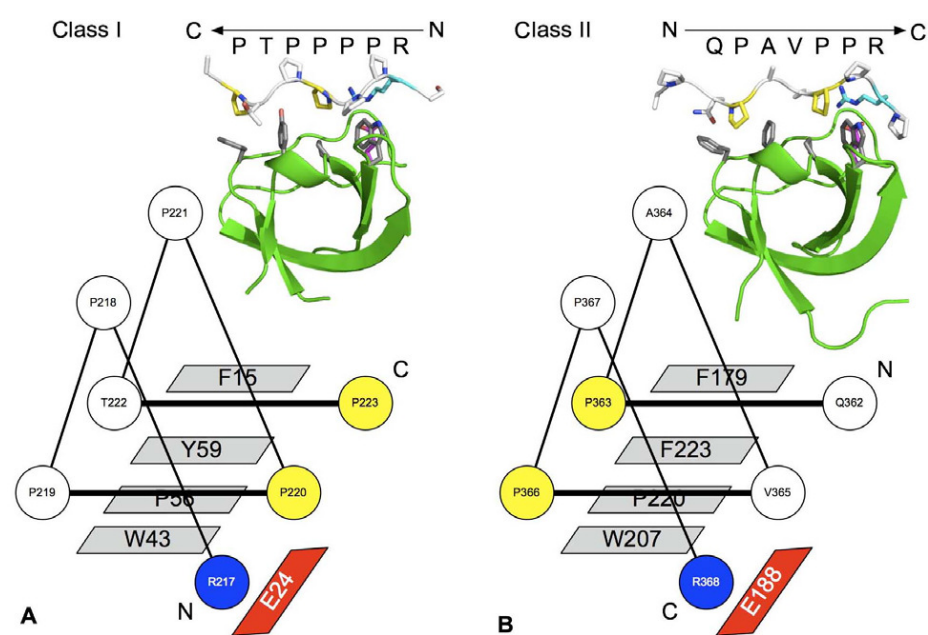 Class I
C N
P T P P P P R
P221
P218
F15
C
T222
P223
Y59
P219
P56
P220
W43
R217
N
E24
A
Class II
N C
Q P A V P P R
A364
P367
F179
N
P363
Q362
F223
P366
P220
V365
W207
R368
C
E188
B